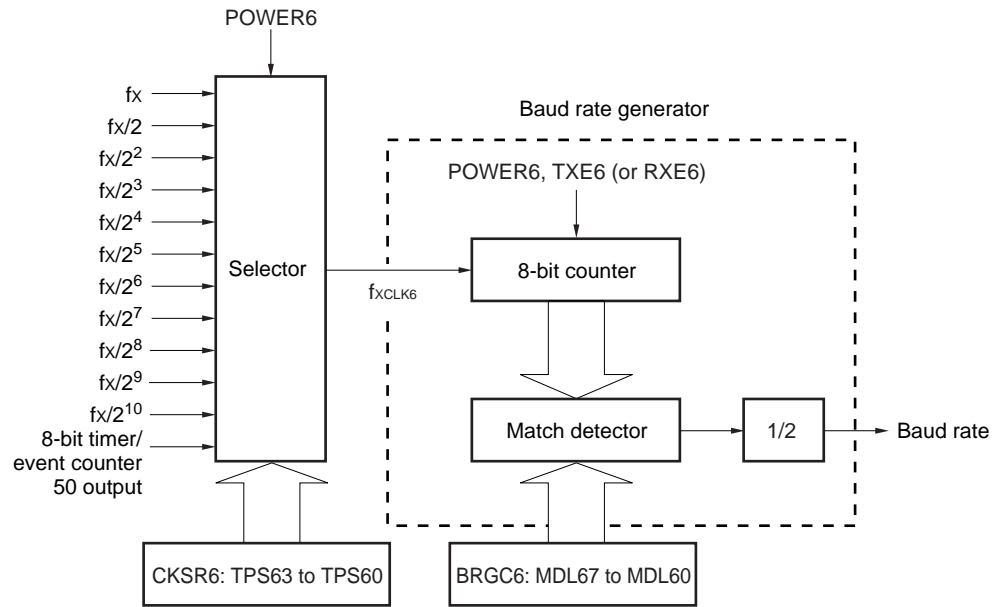 POWER6
fX
fX/2
fX/2²
fX/2³
fX/2⁴
fX/2⁵
fX/2⁶
fX/2⁷
fX/2⁸
fX/2⁹
fX/2¹⁰
8-bit timer/
event counter
50 output
Selector
fXCLK6
Baud rate generator
POWER6, TXE6 (or RXE6)
8-bit counter
Match detector
1/2
Baud rate
CKSR6: TPS63 to TPS60
BRGC6: MDL67 to MDL60